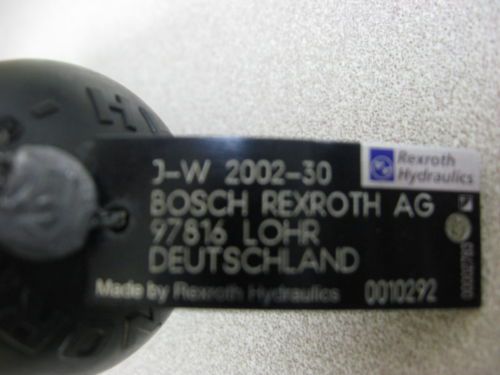 J-W 2002-30
Rexroth
Hydraulics
BOSCH REXROTH AG
97816 LOHR
DEUTSCHLAND
Made by Rexroth Hydraulics 0010292